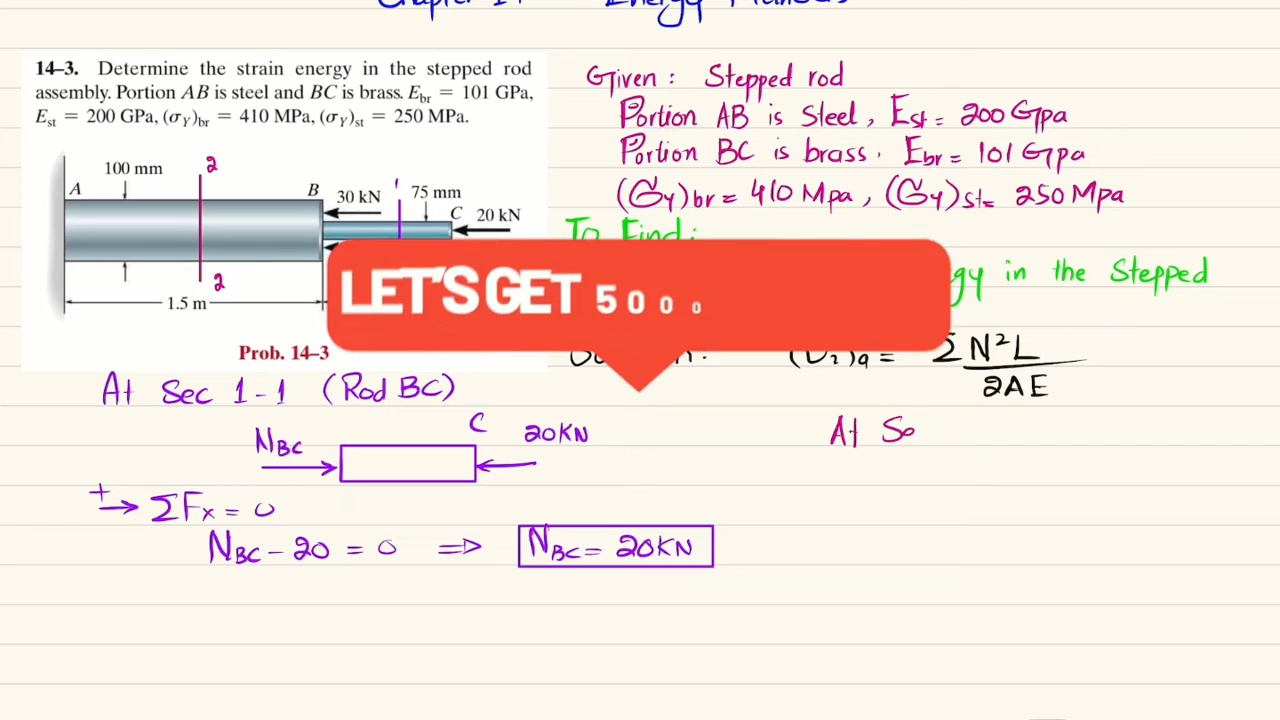 Chapter 14 Energy Methods
14–3. Determine the strain energy in the stepped rod
assembly. Portion AB is steel and BC is brass. Ebr = 101 GPa,
Est = 200 GPa, (σY)br = 410 MPa, (σY)st = 250 MPa.
100 mm
2
A
B
30 kN
1
75 mm
C
20 kN
2
1.5 m
Prob. 14–3
Given : Stepped rod
Portion AB is Steel, Est = 200 Gpa
Portion BC is brass. Ebr = 101 Gpa
(σY)br = 410 Mpa, (σY)St = 250 Mpa
To Find:
in the Stepped
LET'S GET 5000
= ΣN²L
2AE
At Sec 1-1 (Rod BC)
NBC
C
20KN
+→ ΣFx = 0
NBC - 20 = 0 ⇒ NBC = 20KN
At Se